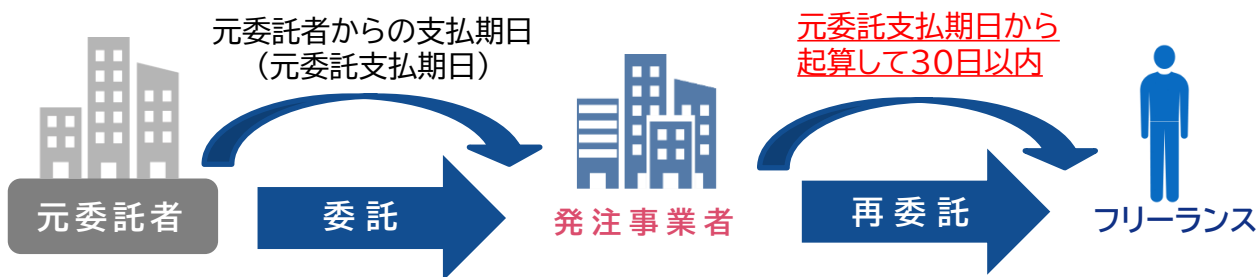 元委託者からの支払期日
（元委託支払期日）
元委託支払期日から
起算して30日以内
元委託者
委託
発注事業者
再委託
フリーランス